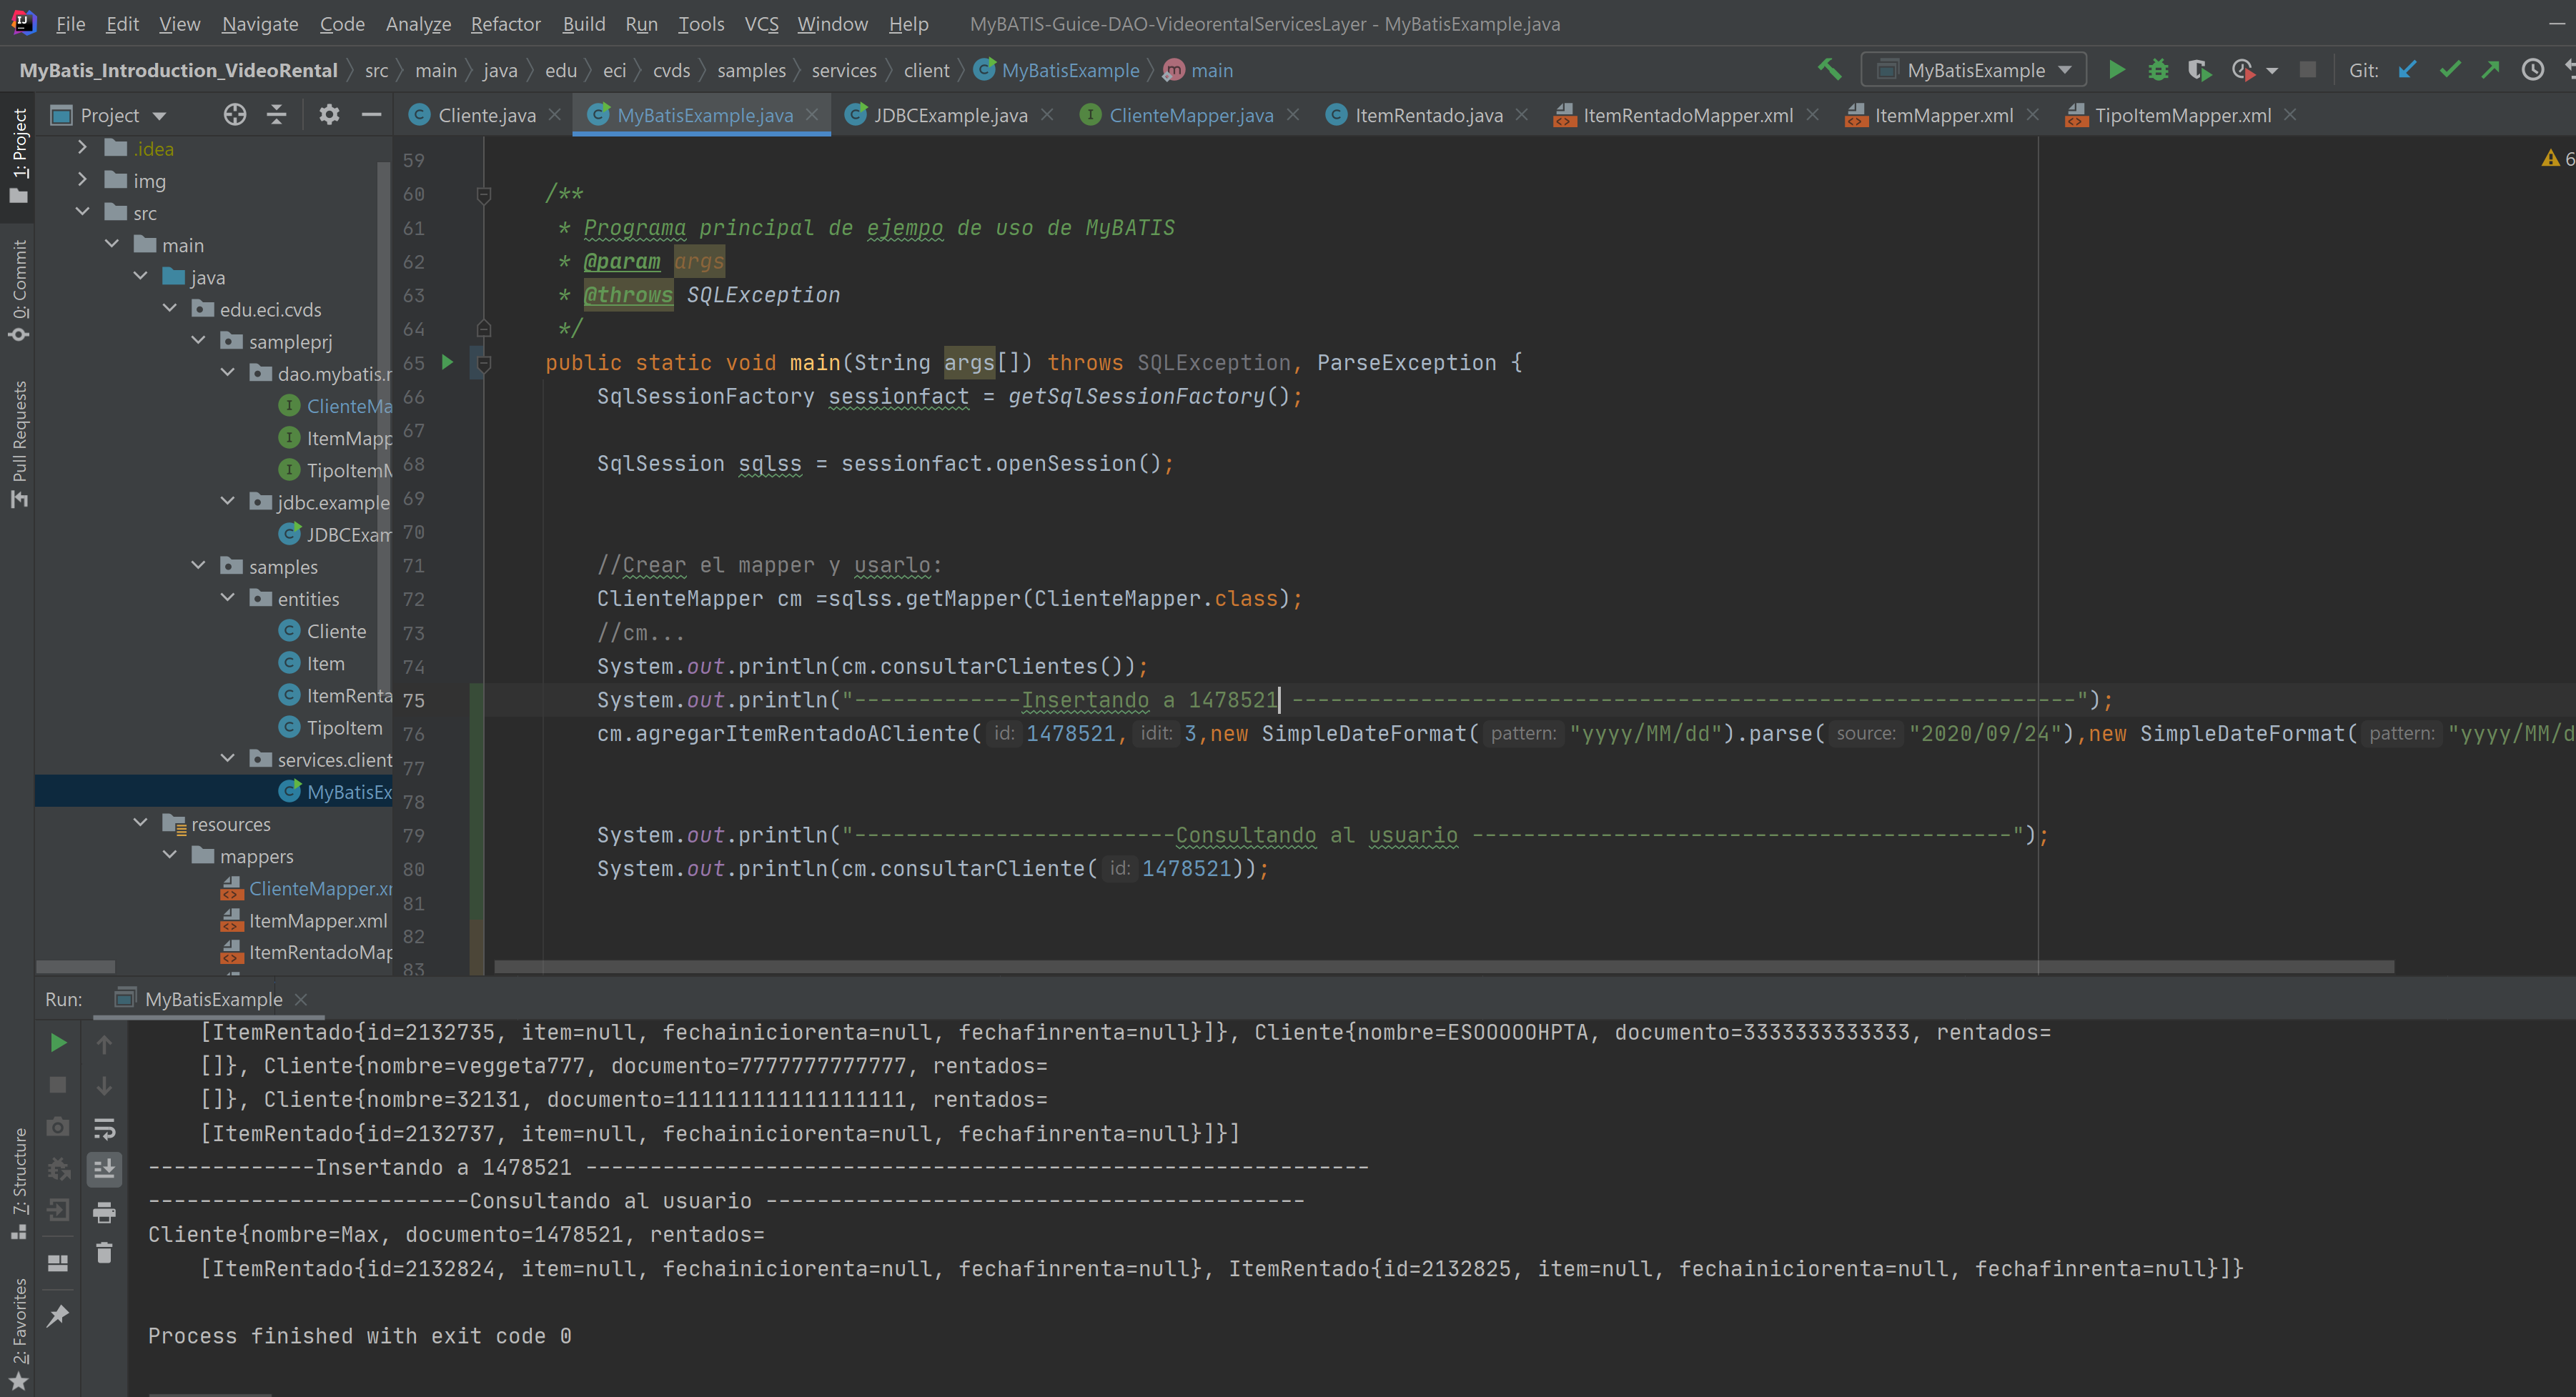 File Edit View Navigate Code Analyze Refactor Build Run Tools VCS Window Help MyBATIS-Guice-DAO-VideorentalServicesLayer - MyBatisExample.java
MyBatis_Introduction_VideoRental src main java edu eci cvds samples services client MyBatisExample main MyBatisExample Git:
Project Cliente.java MyBatisExample.java JDBCExample.java ClienteMapper.java ItemRentado.java ItemRentadoMapper.xml ItemMapper.xml TipoItemMapper.xml
1: Project
0: Commit
Pull Requests
7: Structure
2: Favorites
.idea
img
src
main
java
edu.eci.cvds
sampleprj
dao.mybatis.
ClienteMa
ItemMapp
TipoItemM
jdbc.example
JDBCExam
samples
entities
Cliente
Item
ItemRenta
TipoItem
services.client
MyBatisEx
resources
mappers
ClienteMapper.xm
ItemMapper.xml
ItemRentadoMap
6
59
60 /**
61 * Programa principal de ejempo de uso de MyBATIS
62 * @param args
63 * @throws SQLException
64 */
65 public static void main(String args[]) throws SQLException, ParseException {
66 SqlSessionFactory sessionfact = getSqlSessionFactory();
67
68 SqlSession sqlss = sessionfact.openSession();
69
70
71 //Crear el mapper y usarlo:
72 ClienteMapper cm =sqlss.getMapper(ClienteMapper.class);
73 //cm...
74 System.out.println(cm.consultarClientes());
75 System.out.println("-------------Insertando a 1478521 -------------------------------------------------------------");
76 cm.agregarItemRentadoACliente( id: 1478521, idit: 3,new SimpleDateFormat( pattern: "yyyy/MM/dd").parse( source: "2020/09/24"),new SimpleDateFormat( pattern: "yyyy/MM/d
77
78
79 System.out.println("-------------------------Consultando al usuario ------------------------------------------");
80 System.out.println(cm.consultarCliente( id: 1478521));
81
82
83
Run: MyBatisExample
[ItemRentado{id=2132735, item=null, fechainiciorenta=null, fechafinrenta=null}]}, Cliente{nombre=ESOOOOOHPTA, documento=3333333333333, rentados=
[]}, Cliente{nombre=veggeta777, documento=7777777777777, rentados=
[]}, Cliente{nombre=32131, documento=111111111111111111, rentados=
[ItemRentado{id=2132737, item=null, fechainiciorenta=null, fechafinrenta=null}]}]
-------------Insertando a 1478521 -------------------------------------------------------------
-------------------------Consultando al usuario ------------------------------------------
Cliente{nombre=Max, documento=1478521, rentados=
[ItemRentado{id=2132824, item=null, fechainiciorenta=null, fechafinrenta=null}, ItemRentado{id=2132825, item=null, fechainiciorenta=null, fechafinrenta=null}]}
Process finished with exit code 0